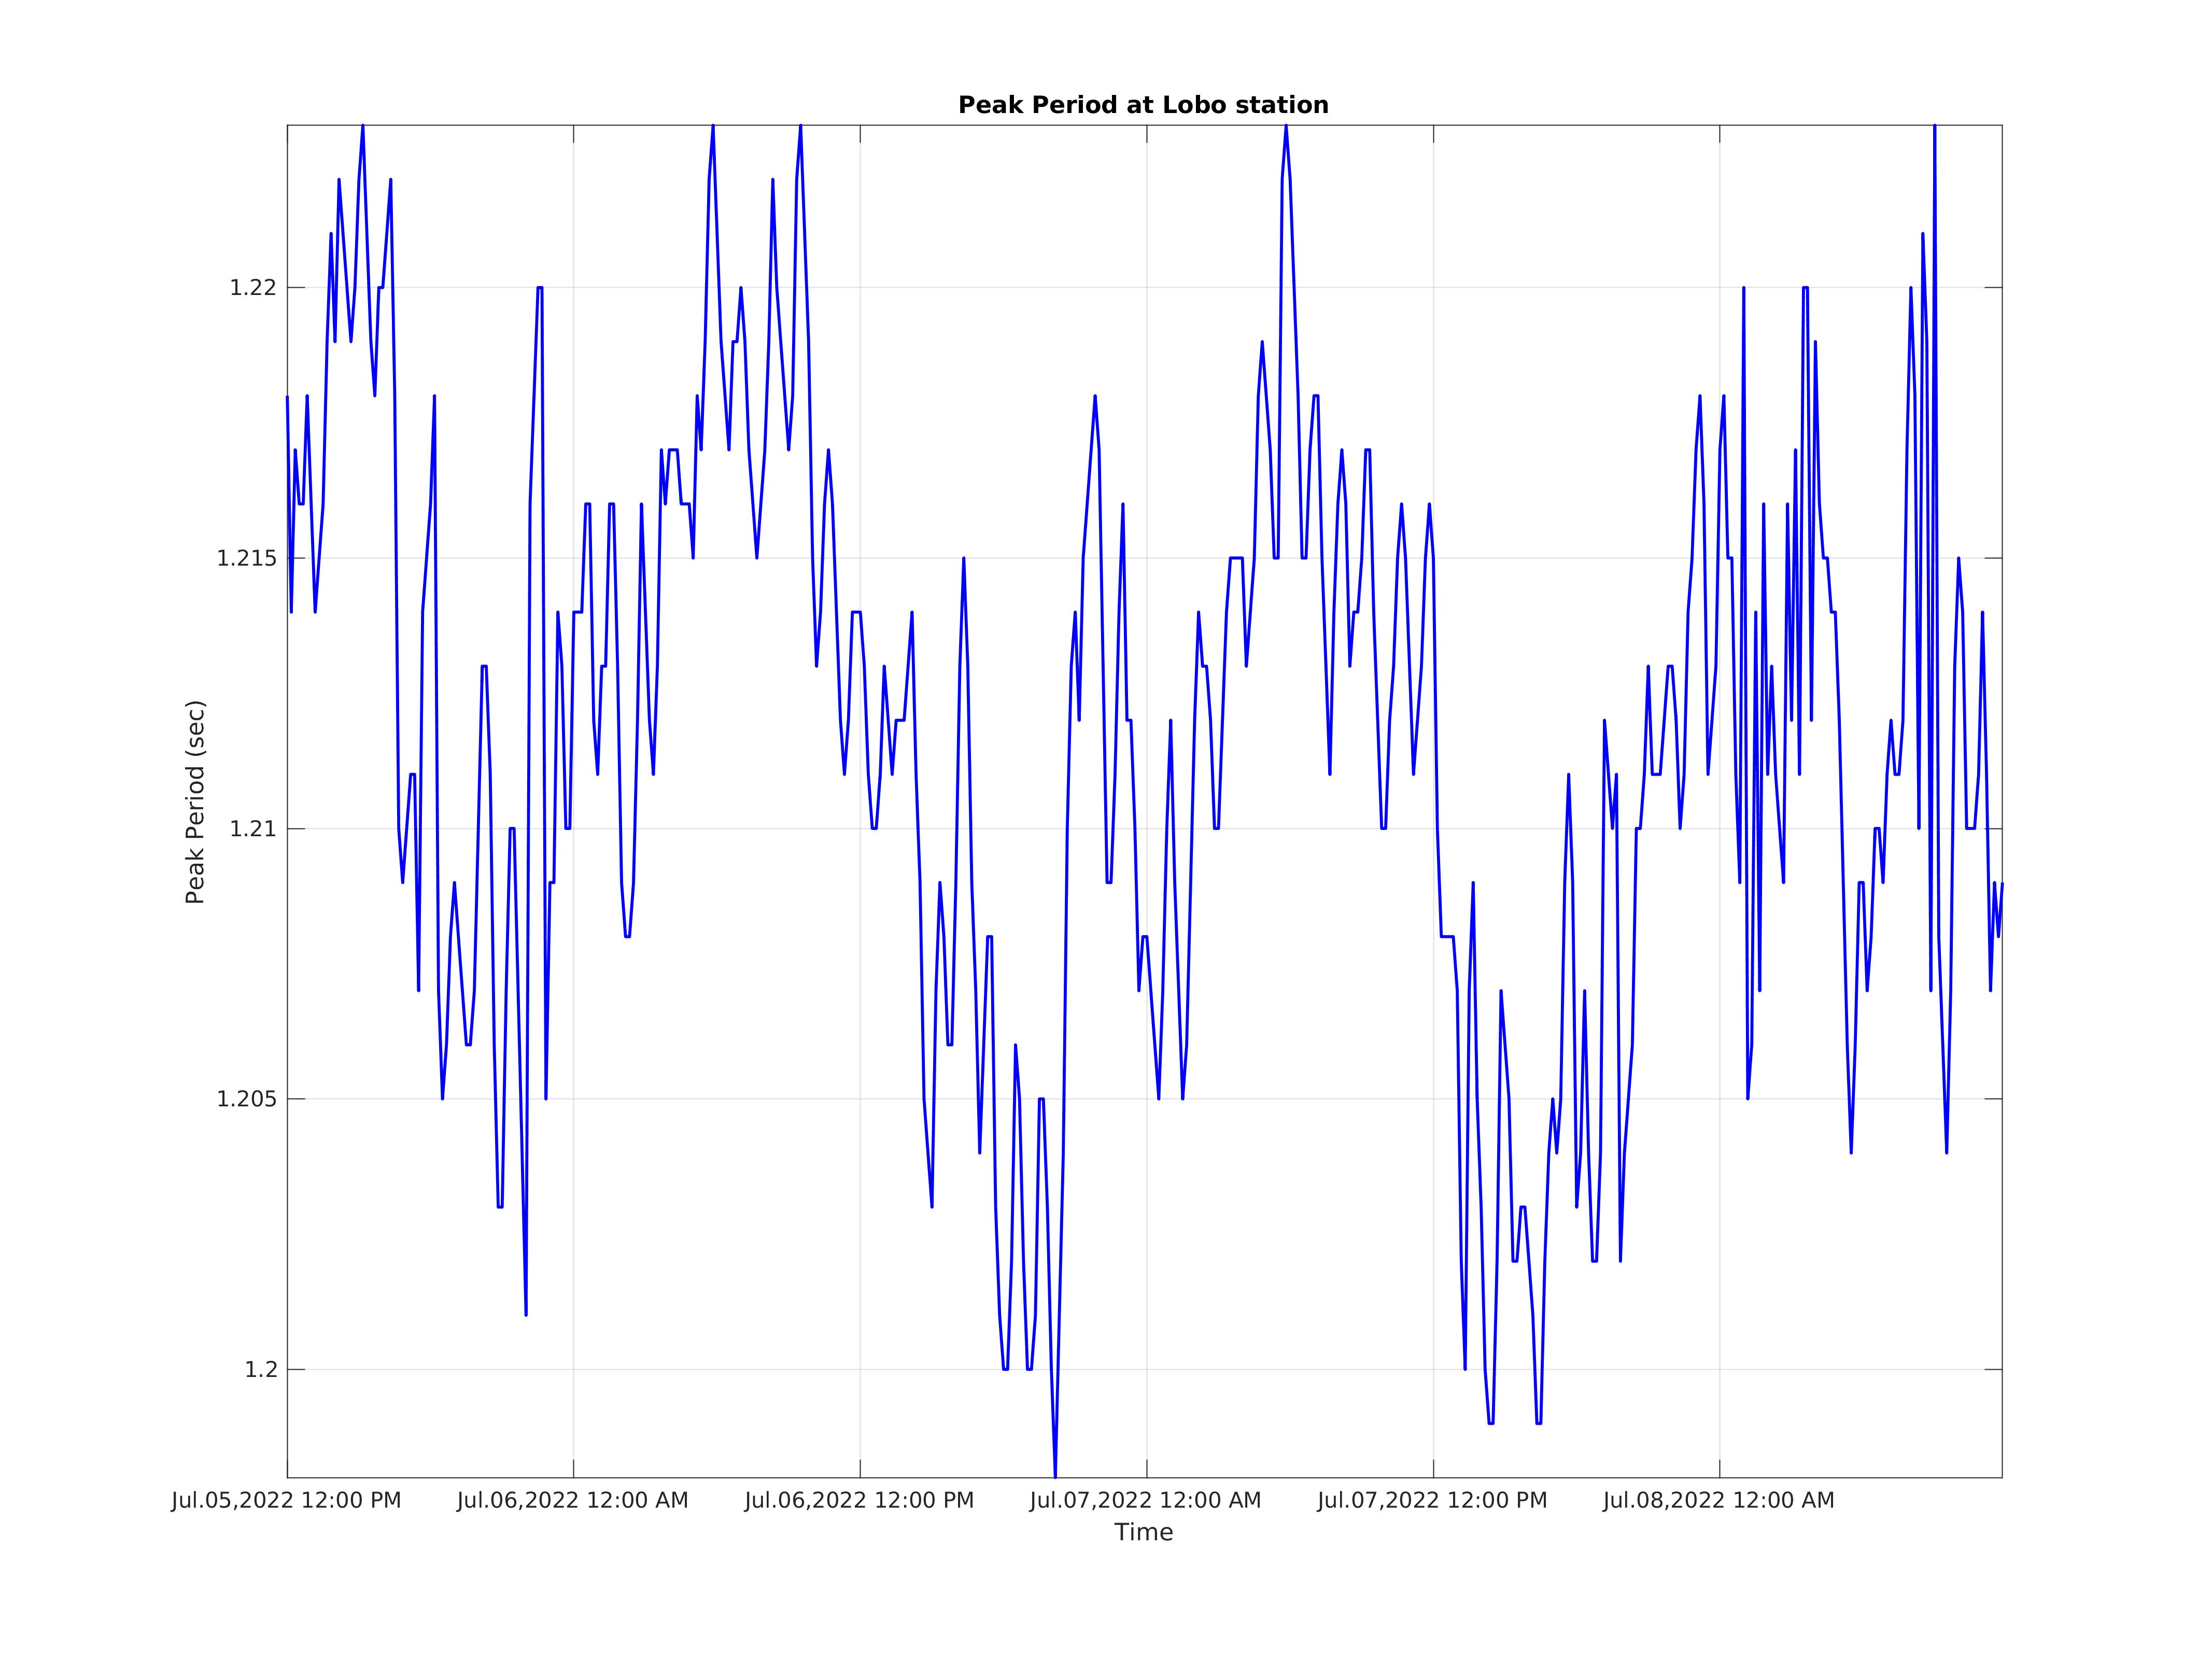 Peak Period at Lobo station
1.22
1.215
1.21
1.205
1.2
Peak Period (sec)
Jul.05,2022 12:00 PM
Jul.06,2022 12:00 AM
Jul.06,2022 12:00 PM
Jul.07,2022 12:00 AM
Jul.07,2022 12:00 PM
Jul.08,2022 12:00 AM
Time